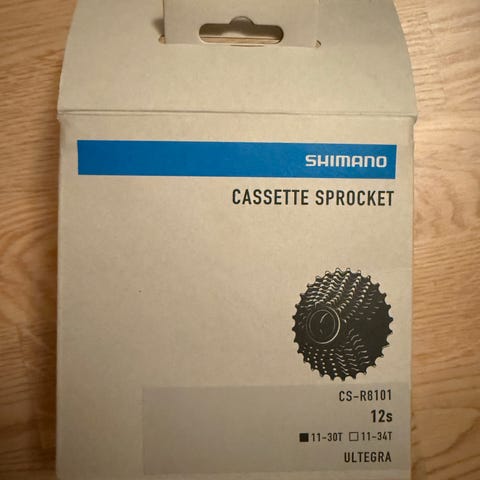 SHIMANO
CASSETTE SPROCKET
CS-R8101
12s
■ 11-30T □ 11-34T
ULTEGRA